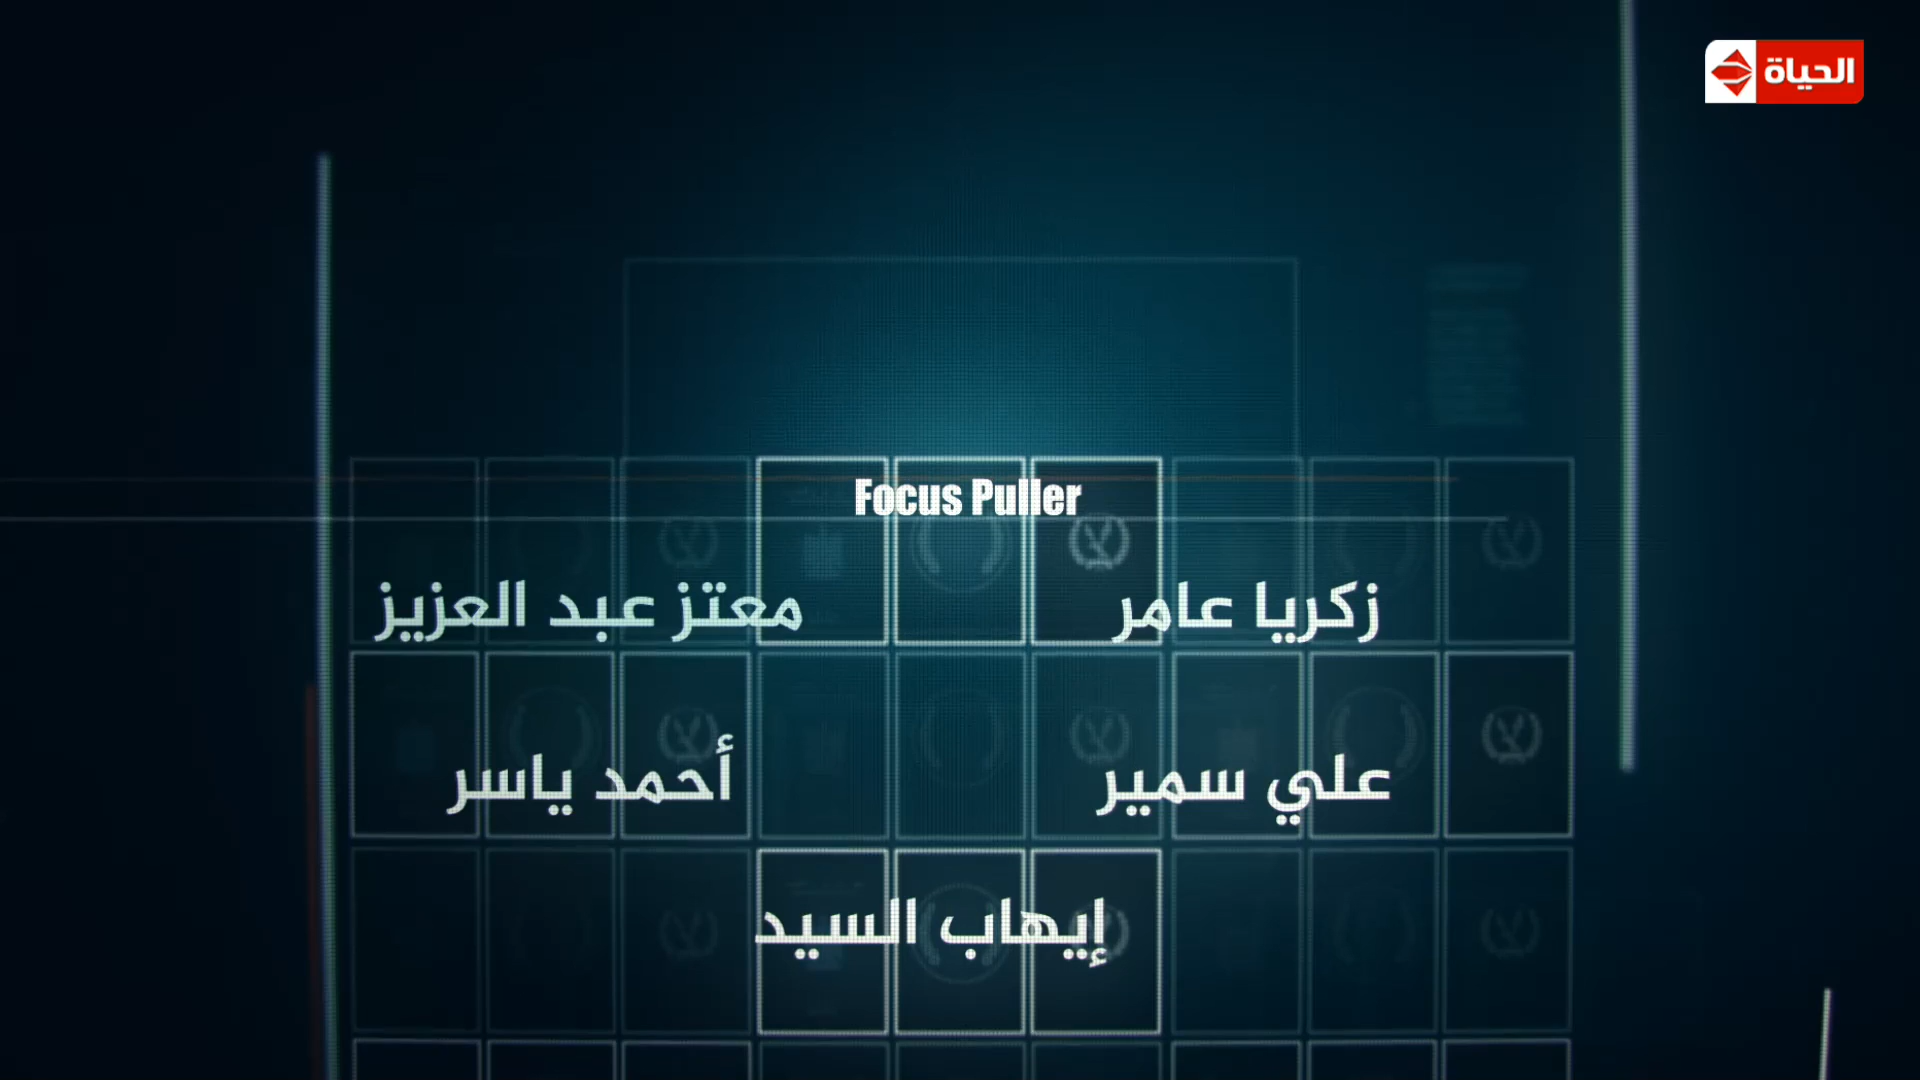 الحياة
Focus Puller
زكريا عامر معتز عبد العزيز
علي سمير أحمد ياسر
إيهاب السيد